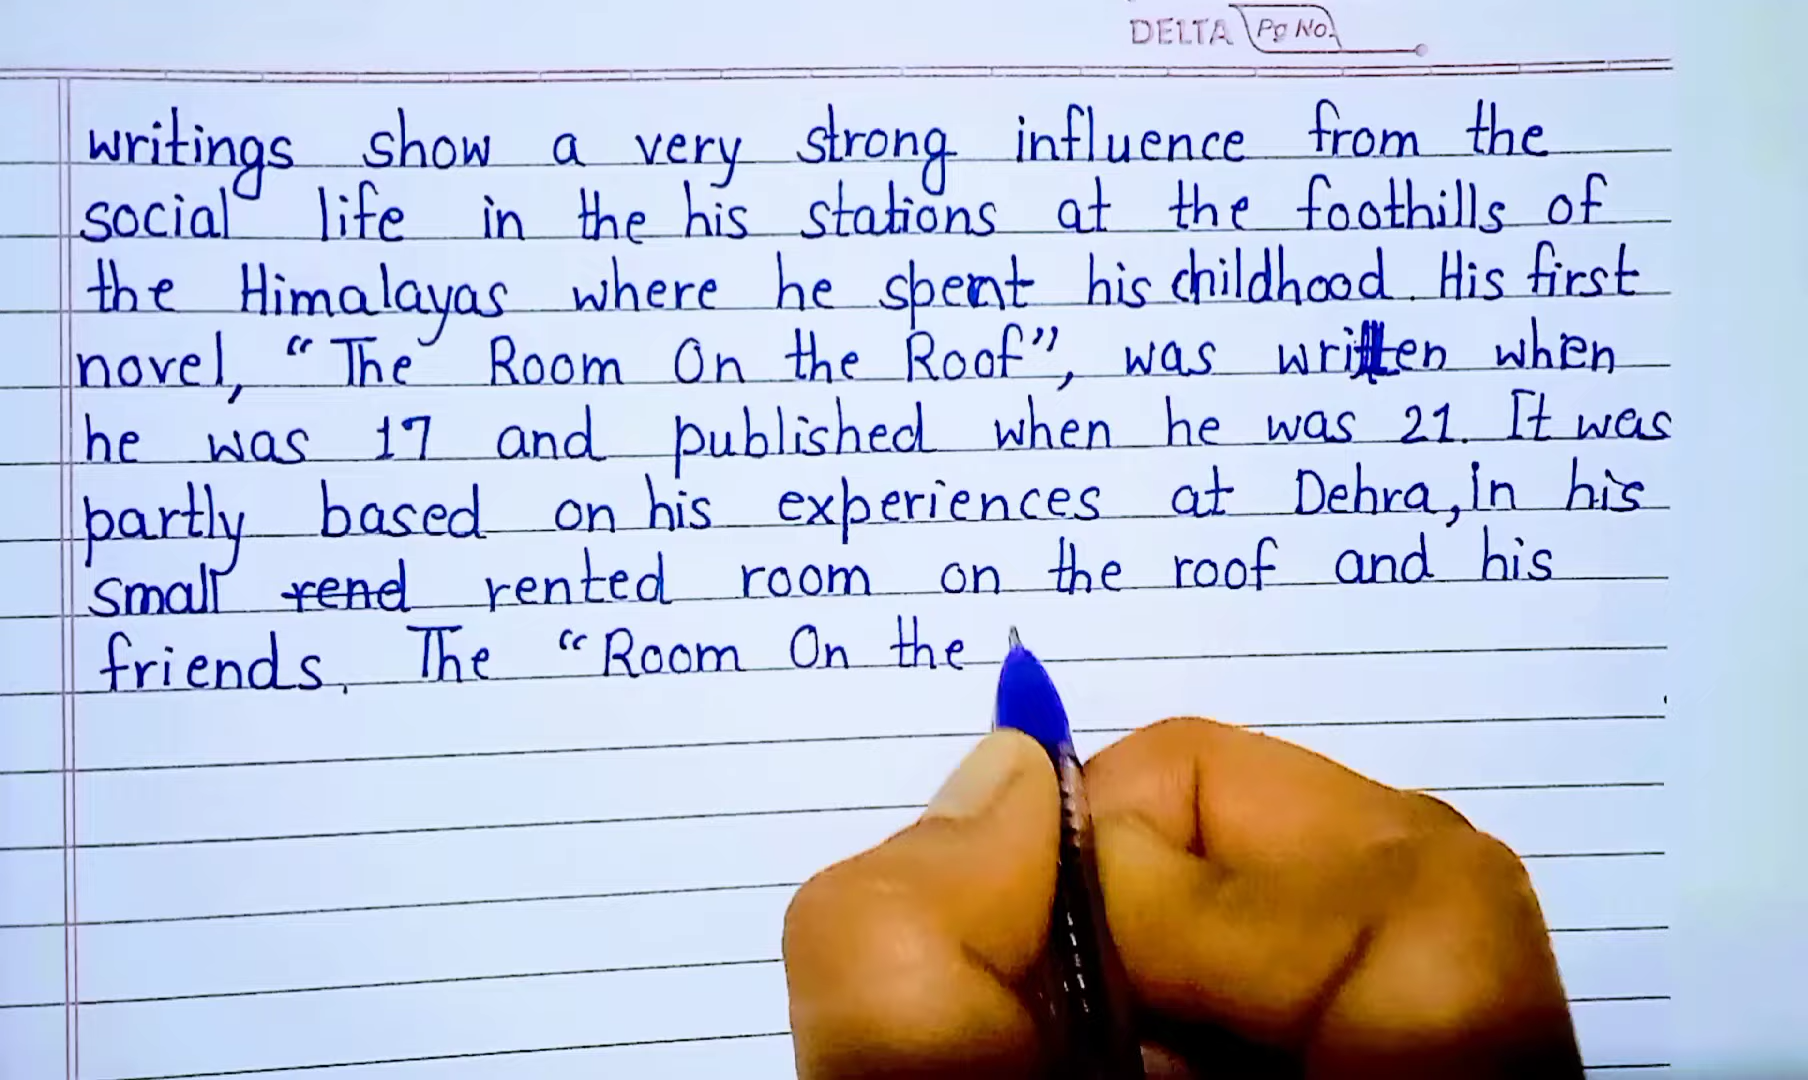 DELTA Pg No.
writings show a very strong influence from the
social life in the his stations at the foothills of
the Himalayas where he spent his childhood. His first
novel, “The Room On the Roof”, was written when
he was 17 and published when he was 21. It was
partly based on his experiences at Dehra, in his
small rend rented room on the roof and his
friends. The “Room On the